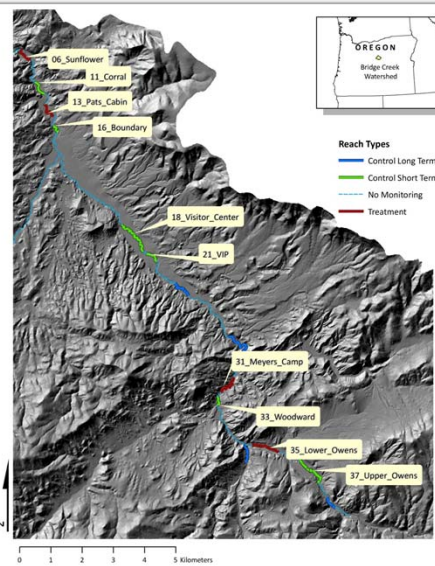 06_Sunflower
11_Corral
13_Pats_Cabin
16_Boundary
18_Visitor_Center
21_VIP
31_Meyers_Camp
33_Woodward
35_Lower_Owens
37_Upper_Owens
OREGON
Bridge Creek
Watershed
Reach Types
Control Long Term
Control Short Term
No Monitoring
Treatment
0 1 2 3 4 5 Kilometers